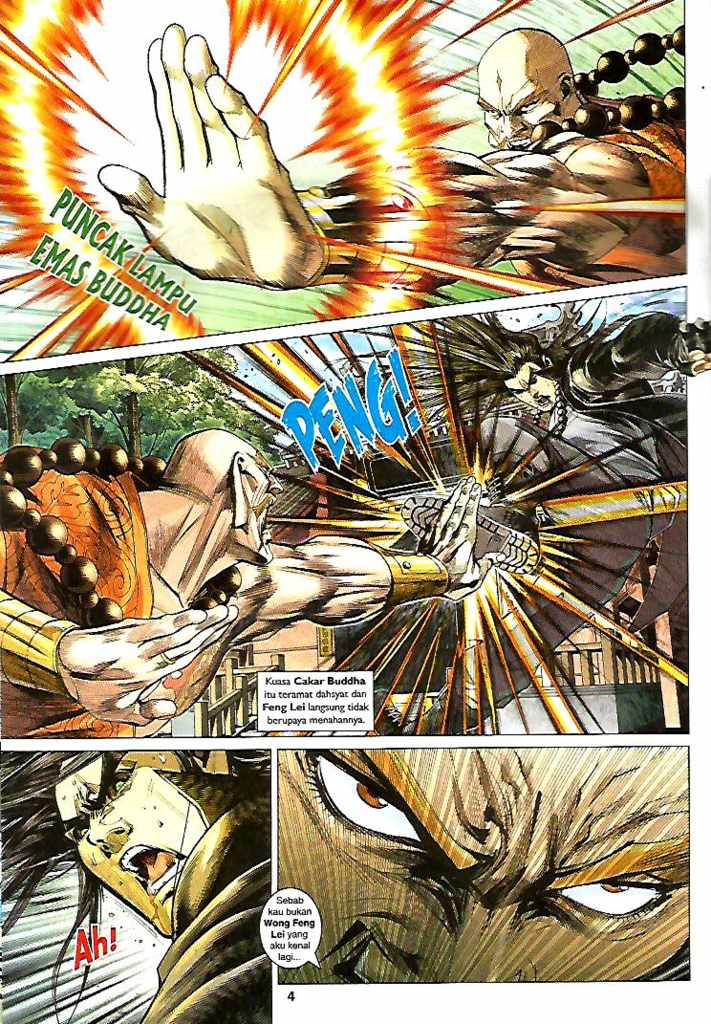 PUNCAK LAMPU
EMAS BUDDHA
PENG!
Kuasa Cakar Buddha
itu teramat dahsyat dan
Feng Lei langsung tidak
berupaya menahannya.
Ah!
Sebab
kau bukan
Wong Feng
Lei yang
aku kenal
lagi...
4